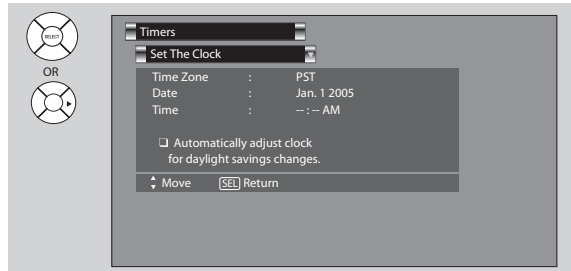 SELECT
OR
Timers
Set The Clock
Time Zone : PST
Date : Jan. 1 2005
Time : -- : -- AM
❑ Automatically adjust clock
for daylight savings changes.
Move SEL Return